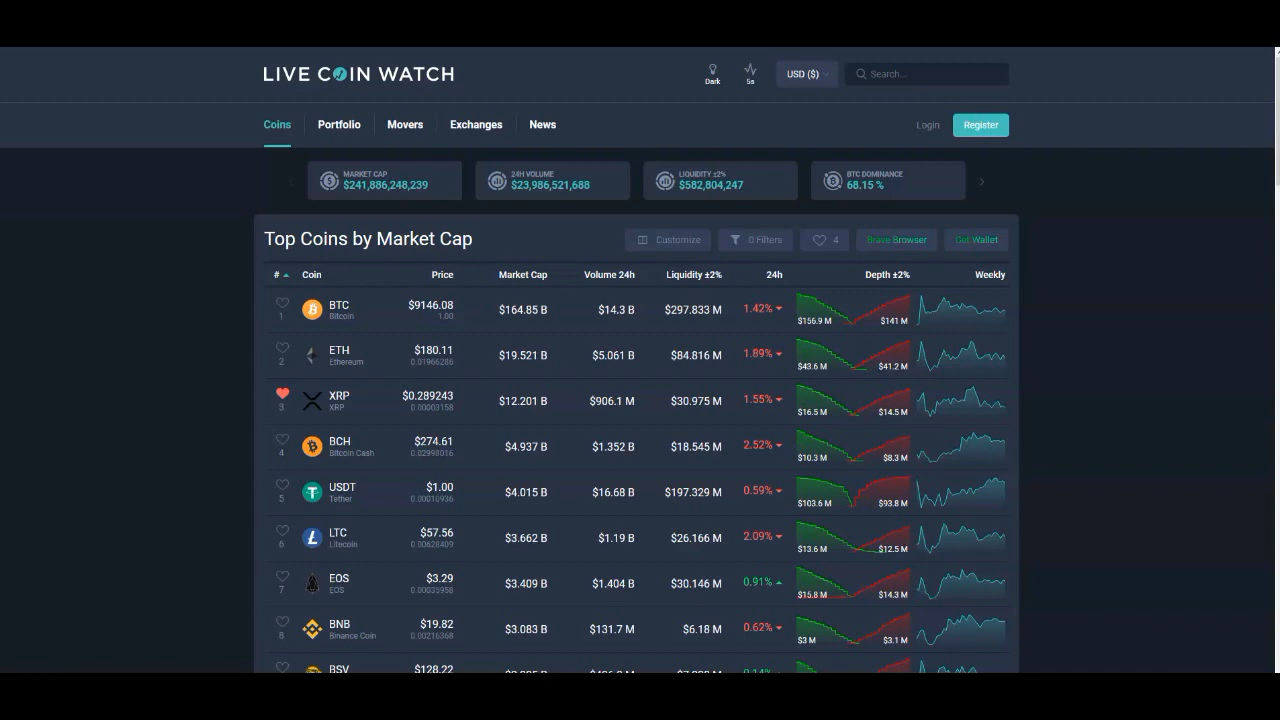 LIVE COIN WATCH
Dark
5s
USD ($)
Search...
Coins
Portfolio
Movers
Exchanges
News
Login
Register
MARKET CAP
$241,886,248,239
24H VOLUME
$23,986,521,688
LIQUIDITY ±2%
$582,804,247
BTC DOMINANCE
68.15 %
Top Coins by Market Cap
Customize
0 Filters
4
Brave Browser
Get Wallet
# Coin Price Market Cap Volume 24h Liquidity ±2% 24h Depth ±2% Weekly
BTC $9146.08 $164.85 B $14.3 B $297.833 M 1.42%
1 Bitcoin 1.00 $156.9 M $141 M
ETH $180.11 $19.521 B $5.061 B $84.816 M 1.89%
2 Ethereum 0.01966286 $43.6 M $41.2 M
XRP $0.289243 $12.201 B $906.1 M $30.975 M 1.55%
3 XRP 0.00003158 $16.5 M $14.5 M
BCH $274.61 $4.937 B $1.352 B $18.545 M 2.52%
4 Bitcoin Cash 0.02998016 $10.3 M $8.3 M
USDT $1.00 $4.015 B $16.68 B $197.329 M 0.59%
5 Tether 0.00010936 $103.6 M $93.8 M
LTC $57.56 $3.662 B $1.19 B $26.166 M 2.09%
6 Litecoin 0.00628409 $13.6 M $12.5 M
EOS $3.29 $3.409 B $1.404 B $30.146 M 0.91%
7 EOS 0.00035958 $15.8 M $14.3 M
BNB $19.82 $3.083 B $131.7 M $6.18 M 0.62%
8 Binance Coin 0.00216368 $3 M $3.1 M
BSV $128.22